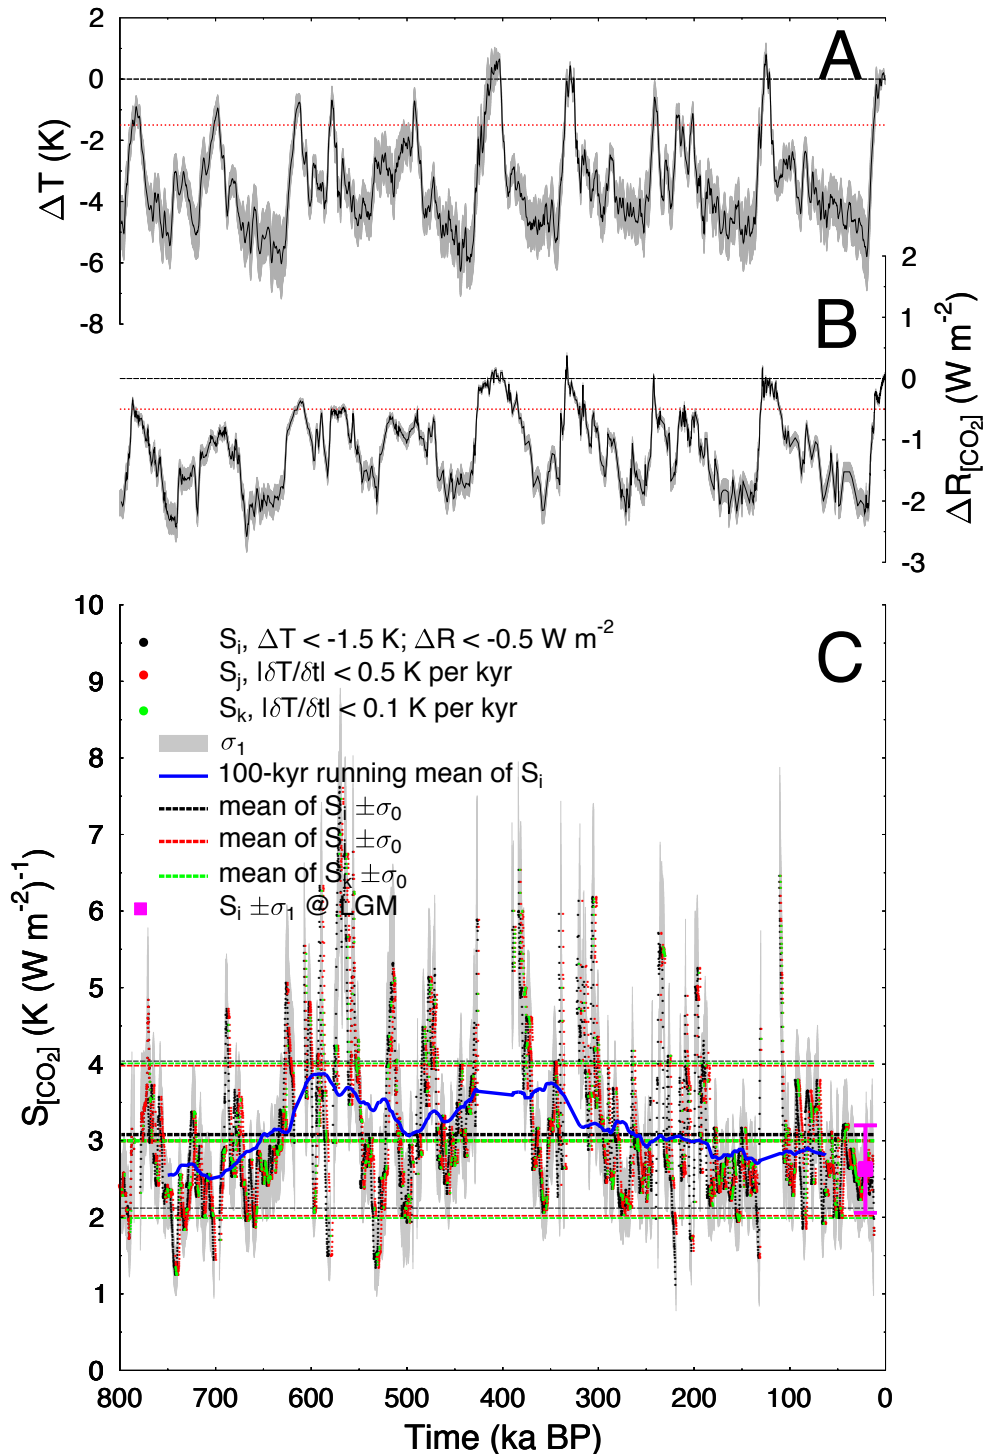 2
0
-2
-4
-6
-8
ΔT (K)
A
2
1
0
-1
-2
-3
ΔR[CO2] (W m-2)
B
10
9
8
7
6
5
4
3
2
1
0
S[CO2] (K (W m-2)-1)
C
Si, ΔT < -1.5 K; ΔR < -0.5 W m-2
Sj, |δT/δt| < 0.5 K per kyr
Sk, |δT/δt| < 0.1 K per kyr
σ1
100-kyr running mean of Si
mean of Si ±σ0
mean of S ±σ0
mean of Sk ±σ0
Si ±σ1 @ LGM
800 700 600 500 400 300 200 100 0
Time (ka BP)